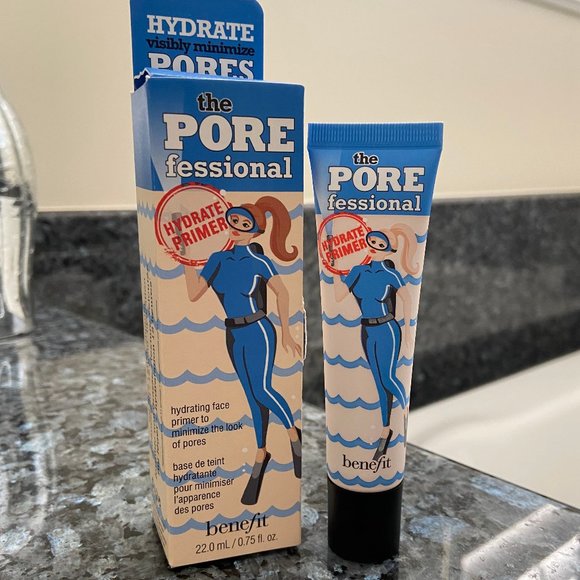 HYDRATE
visibly minimize
PORES
the
PORE
fessional
HYDRATE
PRIMER
hydrating face
primer to
minimize the look
of pores
base de teint
hydratante
pour minimiser
l'apparence
des pores
benefit
22.0 mL / 0.75 fl. oz.
the
PORE
fessional
HYDRATE
PRIMER
benefit